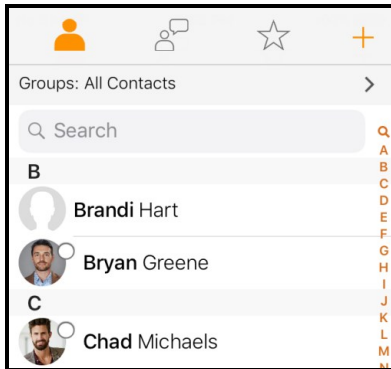 Groups: All Contacts
Search
B
Brandi Hart
Bryan Greene
C
Chad Michaels
A
B
C
D
E
F
G
H
I
J
K
L
M
N